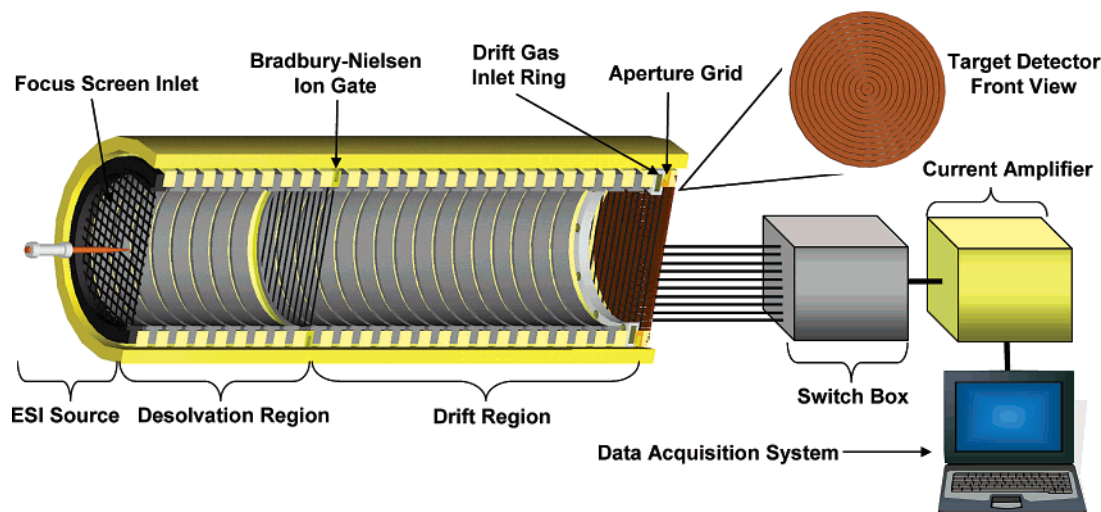 Focus Screen Inlet
Bradbury-Nielsen
Ion Gate
Drift Gas
Inlet Ring
Aperture Grid
Target Detector
Front View
Current Amplifier
ESI Source
Desolvation Region
Drift Region
Switch Box
Data Acquisition System